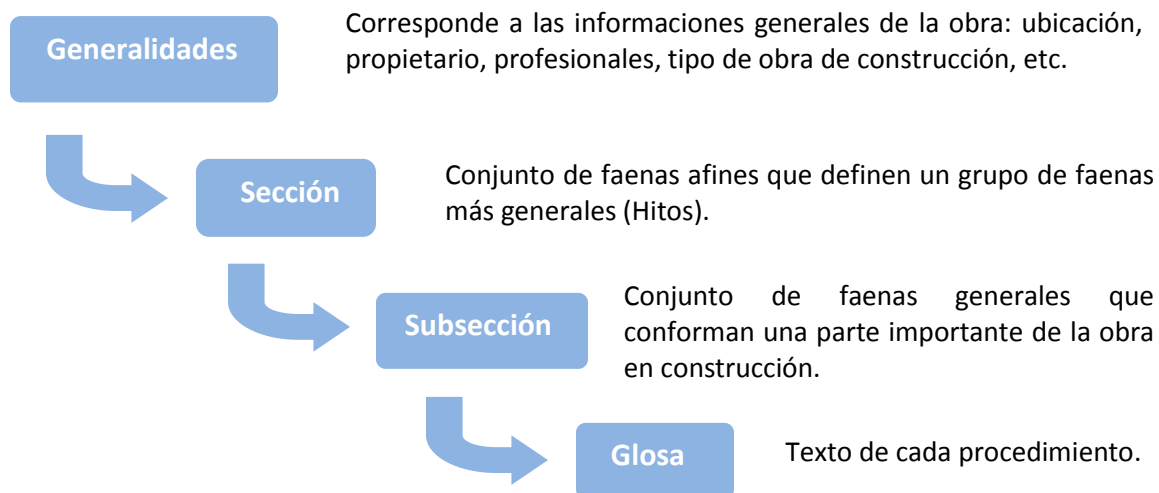 Generalidades
Corresponde a las informaciones generales de la obra: ubicación,
propietario, profesionales, tipo de obra de construcción, etc.
Sección
Conjunto de faenas afines que definen un grupo de faenas
más generales (Hitos).
Subsección
Conjunto de faenas generales que
conforman una parte importante de la obra
en construcción.
Glosa
Texto de cada procedimiento.